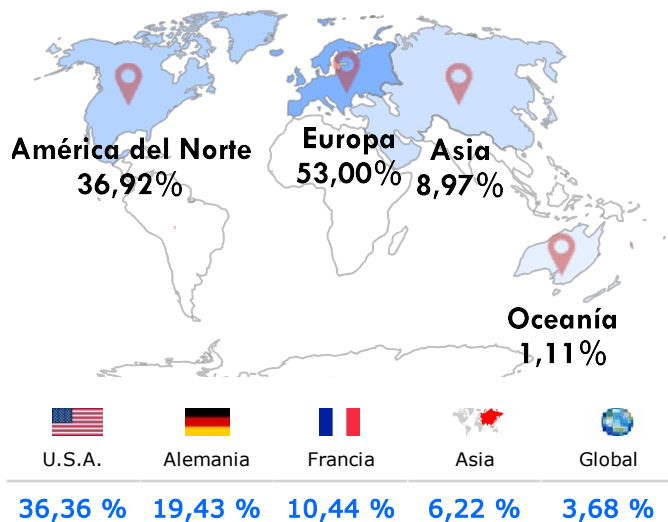 América del Norte
36,92%
Europa
53,00%
Asia
8,97%
Oceanía
1,11%
U.S.A. Alemania Francia Asia Global
36,36 % 19,43 % 10,44 % 6,22 % 3,68 %